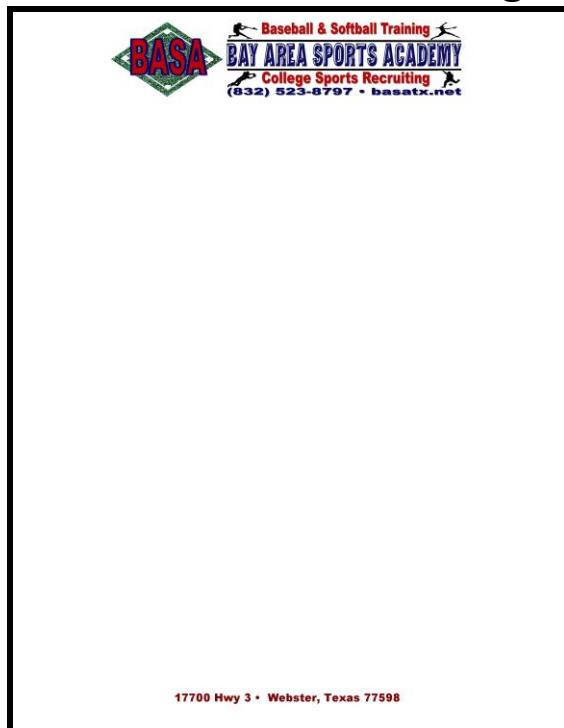 BASA
Baseball & Softball Training
BAY AREA SPORTS ACADEMY
College Sports Recruiting
(832) 523-8797 • basatx.net
17700 Hwy 3 • Webster, Texas 77598